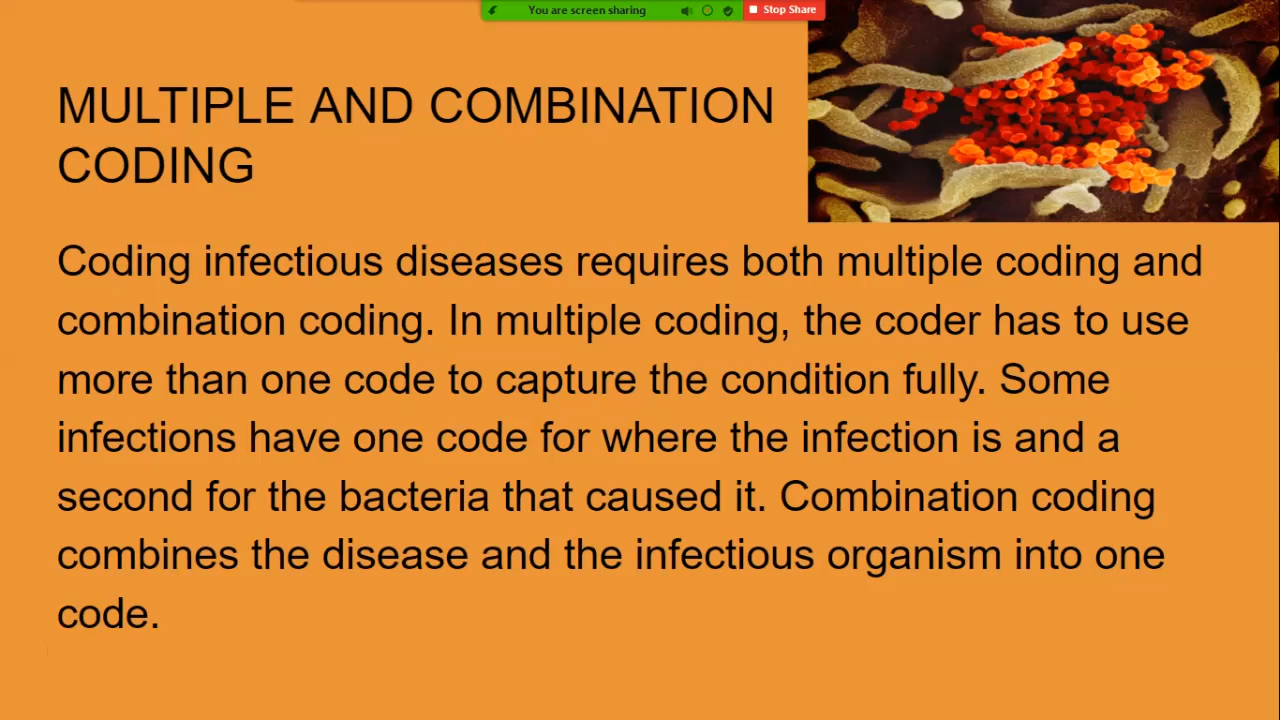 You are screen sharing
Stop Share
MULTIPLE AND COMBINATION
CODING
Coding infectious diseases requires both multiple coding and
combination coding. In multiple coding, the coder has to use
more than one code to capture the condition fully. Some
infections have one code for where the infection is and a
second for the bacteria that caused it. Combination coding
combines the disease and the infectious organism into one
code.